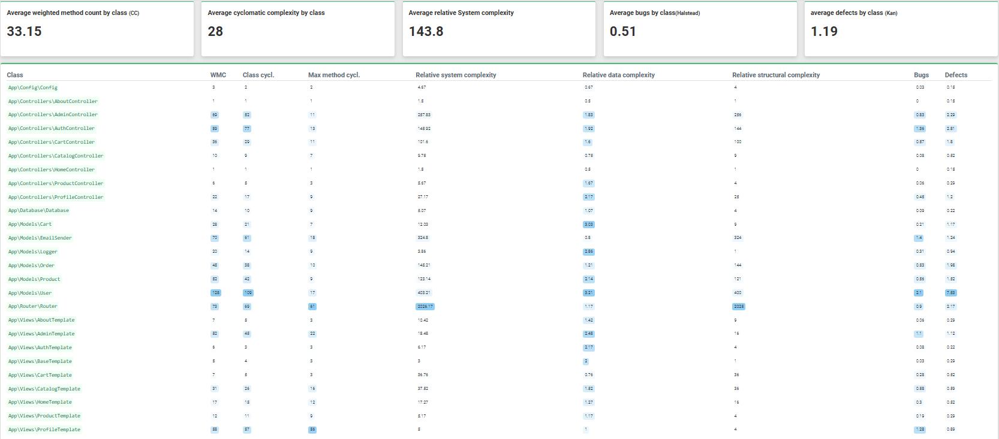 Average weighted method count by class (CC)
33.15
Average cyclomatic complexity by class
28
Average relative System complexity
143.8
Average bugs by class(Halstead)
0.51
average defects by class (Kan)
1.19
Class WMC Class cycl. Max method cycl. Relative system complexity Relative data complexity Relative structural complexity Bugs Defects
App\Config\Config 3 2 2 4.67 0.67 4 0.03 0.15
App\Controllers\AboutController 1 1 1 1.5 0.5 1 0 0.15
App\Controllers\AdminController 69 52 11 257.83 1.83 256 0.83 2.29
App\Controllers\AuthController 89 77 13 145.92 1.92 144 1.36 2.81
App\Controllers\CartController 36 29 11 101.6 1.6 100 0.57 1.8
App\Controllers\CatalogController 10 9 7 9.75 0.75 9 0.08 0.52
App\Controllers\HomeController 1 1 1 1.5 0.5 1 0 0.15
App\Controllers\ProductController 6 5 3 5.67 1.67 4 0.06 0.29
App\Controllers\ProfileController 22 17 9 27.17 2.17 25 0.45 1.2
App\Database\Database 14 10 9 5.07 1.07 4 0.09 0.22
App\Models\Cart 28 21 7 12.03 3.03 9 0.21 1.17
App\Models\EmailSender 70 61 18 324.8 0.8 324 1.4 1.24
App\Models\Logger 20 14 9 3.86 2.86 1 0.31 0.94
App\Models\Order 45 38 10 145.21 1.21 144 0.53 1.98
App\Models\Product 52 42 9 123.14 2.14 121 0.56 1.52
App\Models\User 128 109 17 403.21 3.21 400 2.1 7.53
App\Router\Router 73 69 61 2026.17 1.17 2025 0.9 2.17
App\Views\AboutTemplate 7 5 3 10.42 1.42 9 0.06 0.29
App\Views\AdminTemplate 52 45 22 18.48 2.48 16 1.1 1.12
App\Views\AuthTemplate 6 3 3 6.17 2.17 4 0.08 0.22
App\Views\BaseTemplate 5 4 3 3 2 1 0.03 0.29
App\Views\CartTemplate 7 5 3 36.76 0.76 36 0.28 0.52
App\Views\CatalogTemplate 31 26 16 37.52 1.52 36 0.58 0.59
App\Views\HomeTemplate 17 15 12 17.27 1.27 16 0.3 0.52
App\Views\ProductTemplate 12 11 9 5.17 1.17 4 0.19 0.29
App\Views\ProfileTemplate 58 57 56 5 1 4 1.28 0.89